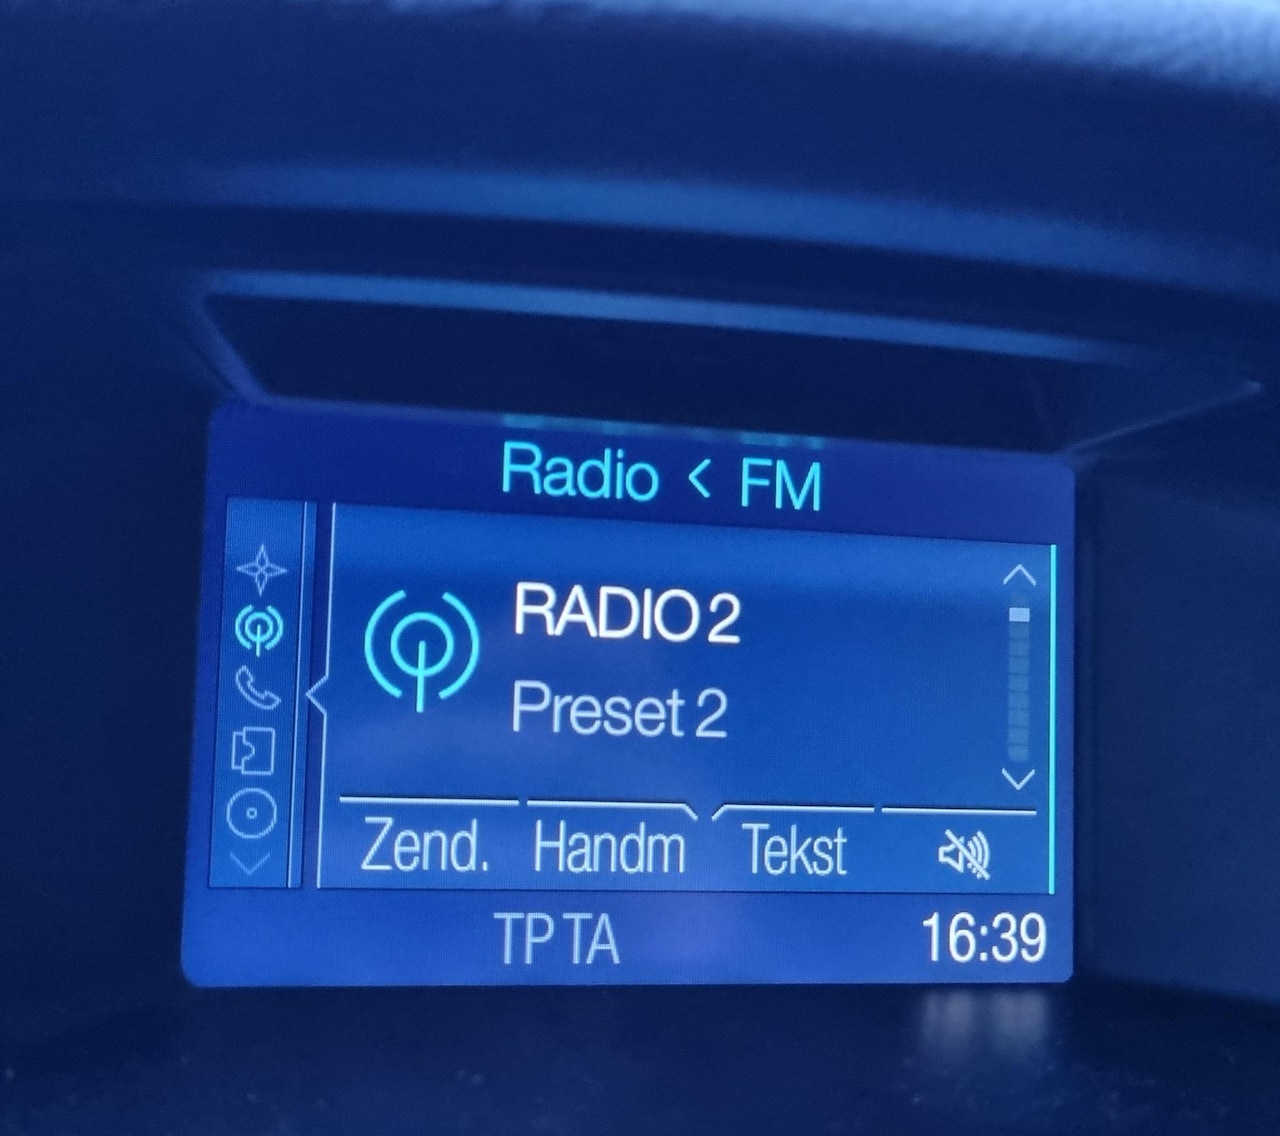 Radio < FM
RADIO 2
Preset 2
Zend. Handm Tekst
TP TA 16:39